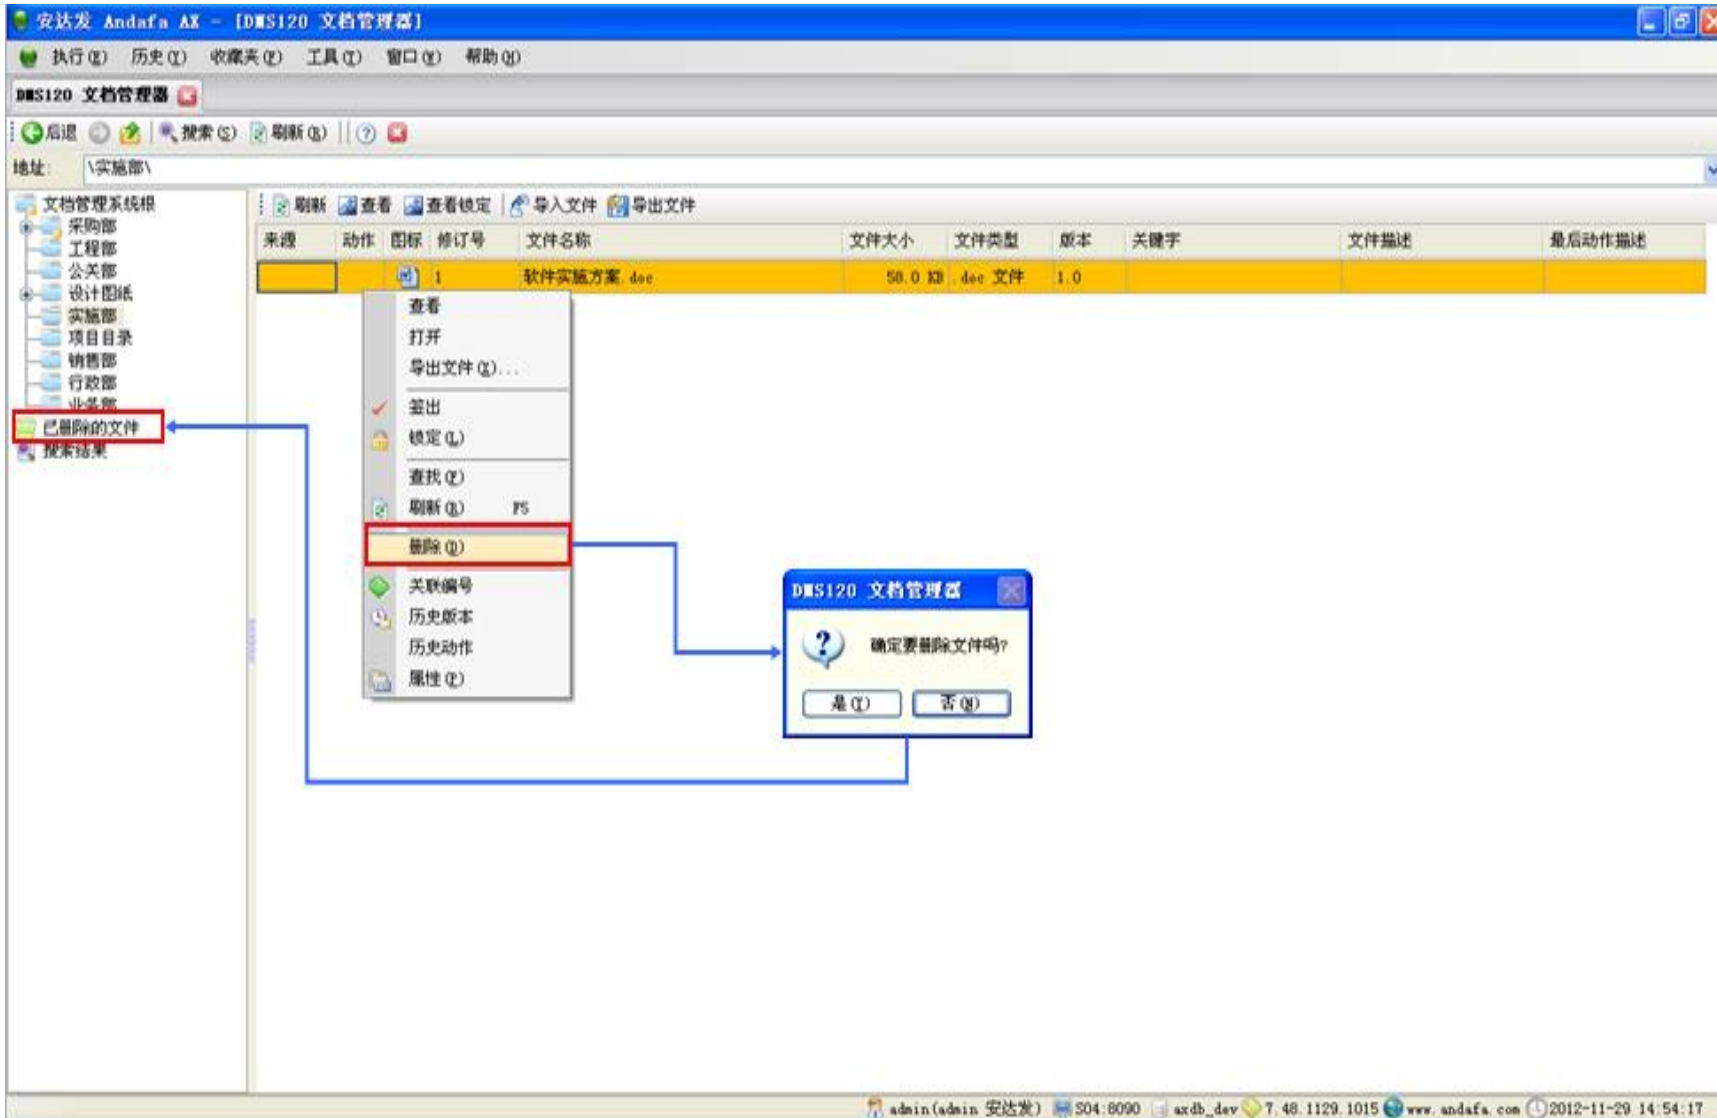 安达发 Andafa AX - [DMS120 文档管理器]
执行(E) 历史(Y) 收藏夹(P) 工具(T) 窗口(W) 帮助(H)
DMS120 文档管理器
后退 搜索(S) 刷新(R)
地址: \实施部\
文档管理系统根
采购部
工程部
公关部
设计图纸
实施部
项目目录
销售部
行政部
业务部
已删除的文件
搜索结果
刷新 查看 查看锁定 导入文件 导出文件
来源 动作 图标 修订号 文件名称 文件大小 文件类型 版本 关键字 文件描述 最后动作描述
1 软件实施方案.doc 58.0 KB .doc 文件 1.0
查看
打开
导出文件(X)...
签出
锁定(L)
查找(F)
刷新(R) F5
删除(D)
关联编号
历史版本
历史动作
属性(P)
DMS120 文档管理器
确定要删除文件吗?
是(Y) 否(N)
admin(admin 安达发) S04:8090 axdb_dev 7.48.1129.1015 www.andafa.com 2012-11-29 14:54:17